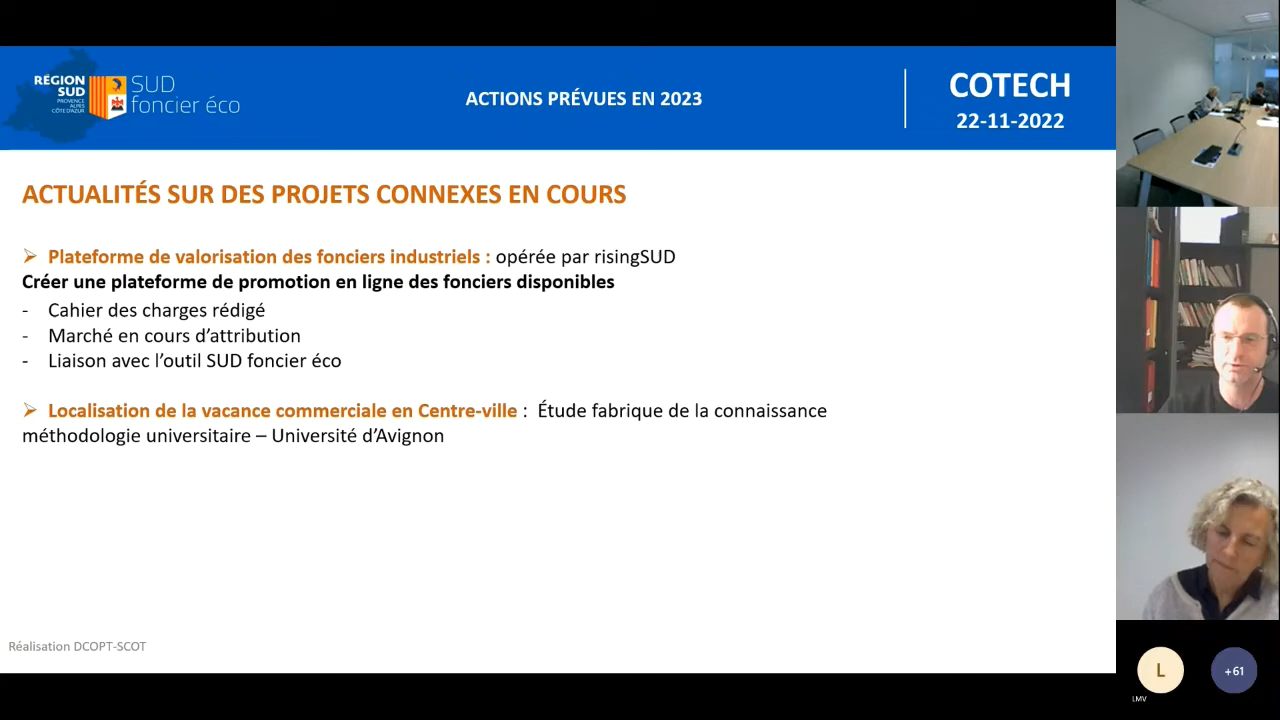 RÉGION
SUD
PROVENCE
ALPES
CÔTE D'AZUR
SUD
foncier éco
ACTIONS PRÉVUES EN 2023
COTECH
22-11-2022
ACTUALITÉS SUR DES PROJETS CONNEXES EN COURS
➢ Plateforme de valorisation des fonciers industriels : opérée par risingSUD
Créer une plateforme de promotion en ligne des fonciers disponibles
- Cahier des charges rédigé
- Marché en cours d’attribution
- Liaison avec l’outil SUD foncier éco
➢ Localisation de la vacance commerciale en Centre-ville : Étude fabrique de la connaissance
méthodologie universitaire – Université d’Avignon
Réalisation DCOPT-SCOT
L
+61
LMV